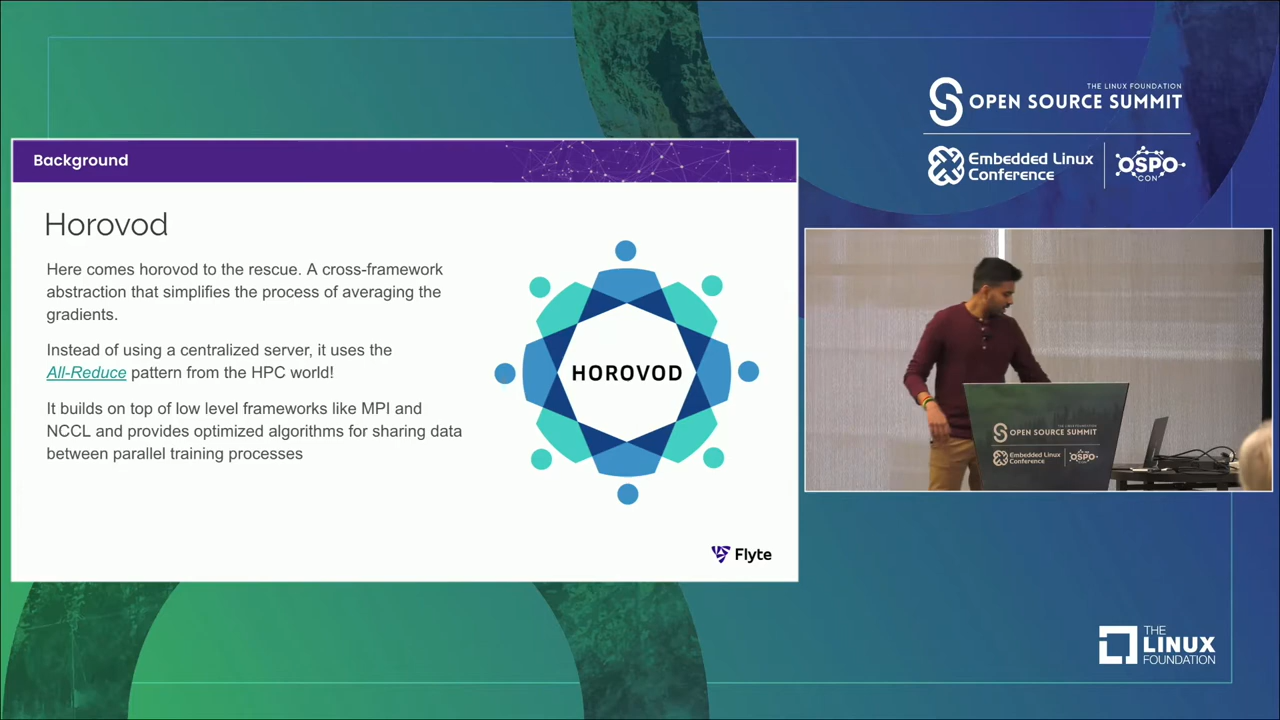 THE LINUX FOUNDATION
OPEN SOURCE SUMMIT
Embedded Linux
Conference
OSPO
CON
Background
Horovod
Here comes horovod to the rescue. A cross-framework
abstraction that simplifies the process of averaging the
gradients.
Instead of using a centralized server, it uses the
All-Reduce pattern from the HPC world!
It builds on top of low level frameworks like MPI and
NCCL and provides optimized algorithms for sharing data
between parallel training processes
HOROVOD
Flyte
OPEN SOURCE SUMMIT
Embedded Linux
Conference
OSPO
CON
THE
LINUX
FOUNDATION